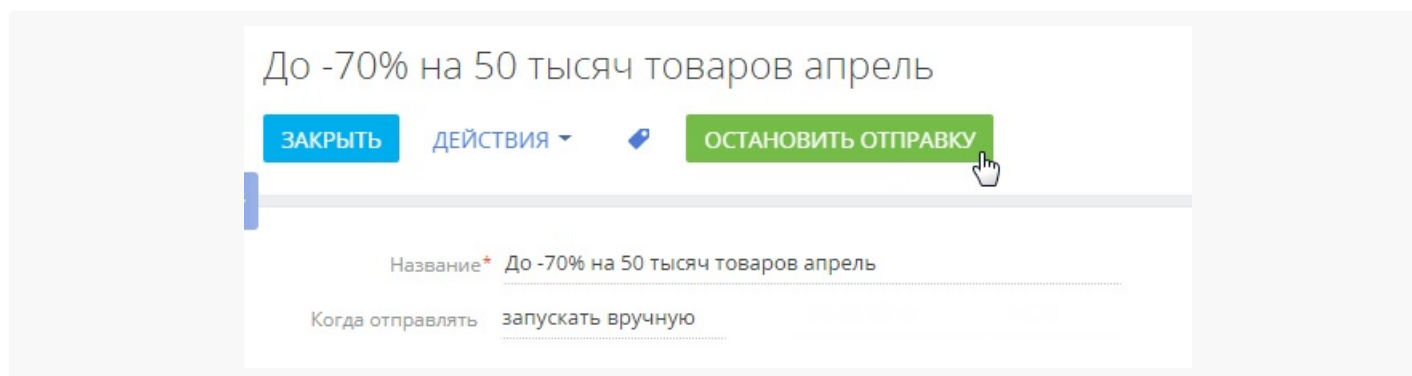 До -70% на 50 тысяч товаров апрель
ЗАКРЫТЬ ДЕЙСТВИЯ ОСТАНОВИТЬ ОТПРАВКУ
Название* До -70% на 50 тысяч товаров апрель
Когда отправлять запускать вручную